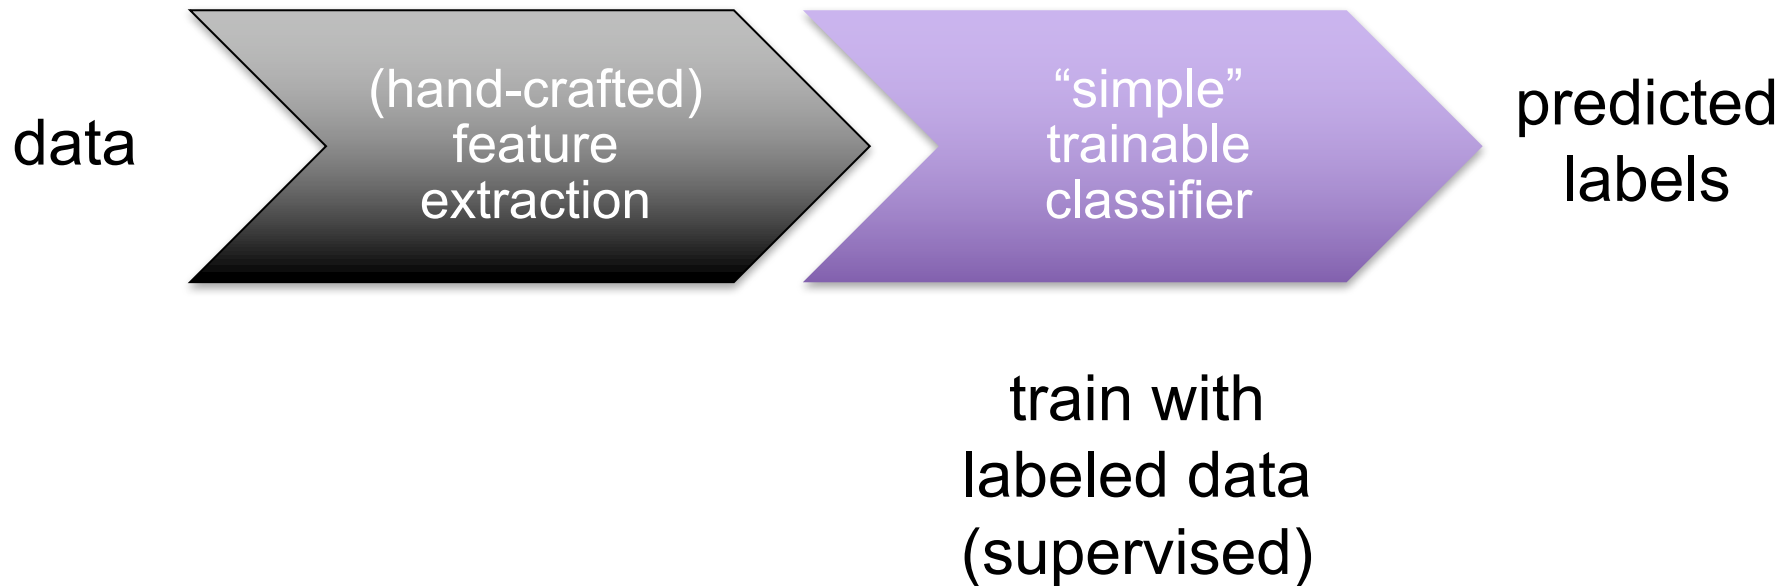 data
(hand-crafted)
feature
extraction
“simple”
trainable
classifier
predicted
labels
train with
labeled data
(supervised)